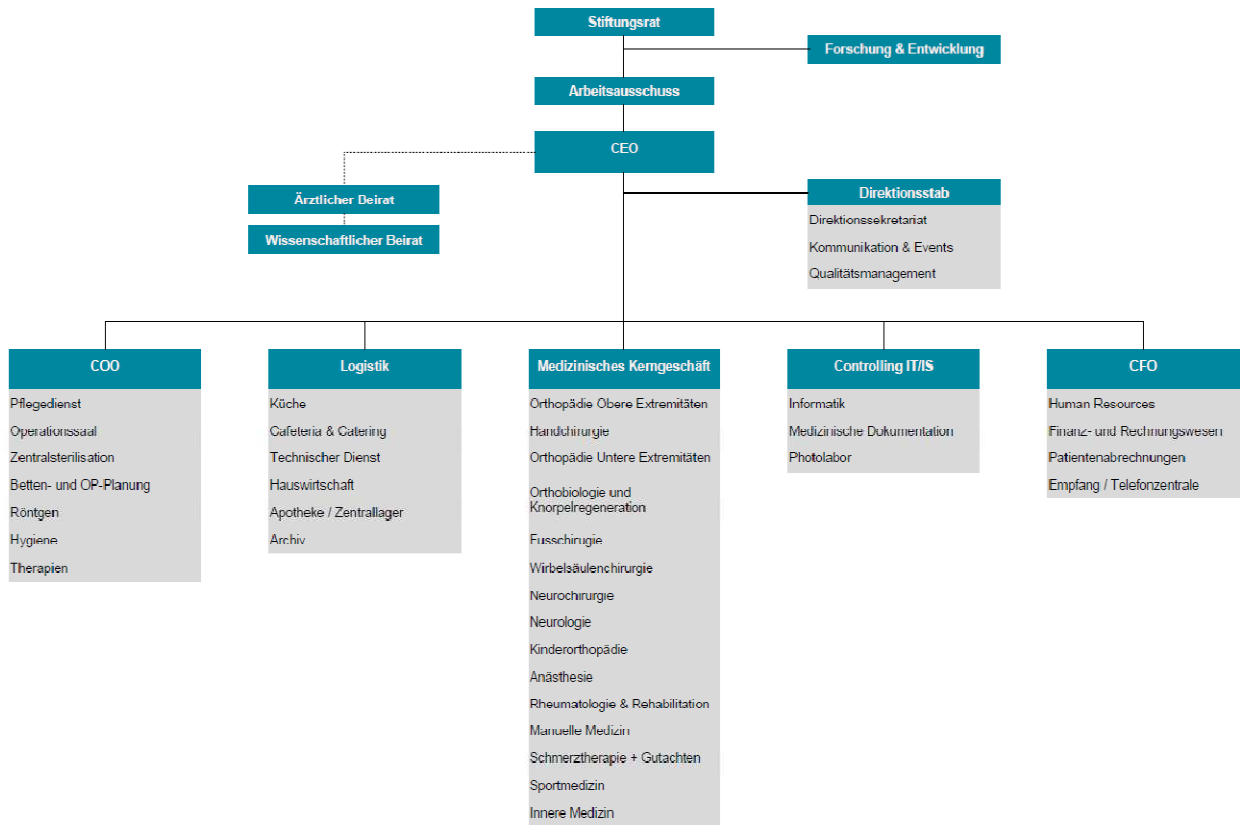 Stiftungsrat
Forschung & Entwicklung
Arbeitsausschuss
CEO
Ärztlicher Beirat
Wissenschaftlicher Beirat
Direktionsstab
Direktionssekretariat
Kommunikation & Events
Qualitätsmanagement
COO
Pflegedienst
Operationssaal
Zentralsterilisation
Betten- und OP-Planung
Röntgen
Hygiene
Therapien
Logistik
Küche
Cafeteria & Catering
Technischer Dienst
Hauswirtschaft
Apotheke / Zentrallager
Archiv
Medizinisches Kerngeschäft
Orthopädie Obere Extremitäten
Handchirurgie
Orthopädie Untere Extremitäten
Orthobiologie und
Knorpelregeneration
Fusschirugie
Wirbelsäulenchirurgie
Neurochirurgie
Neurologie
Kinderorthopädie
Anästhesie
Rheumatologie & Rehabilitation
Manuelle Medizin
Schmerztherapie + Gutachten
Sportmedizin
Innere Medizin
Controlling IT/IS
Informatik
Medizinische Dokumentation
Photolabor
CFO
Human Resources
Finanz- und Rechnungswesen
Patientenabrechnungen
Empfang / Telefonzentrale